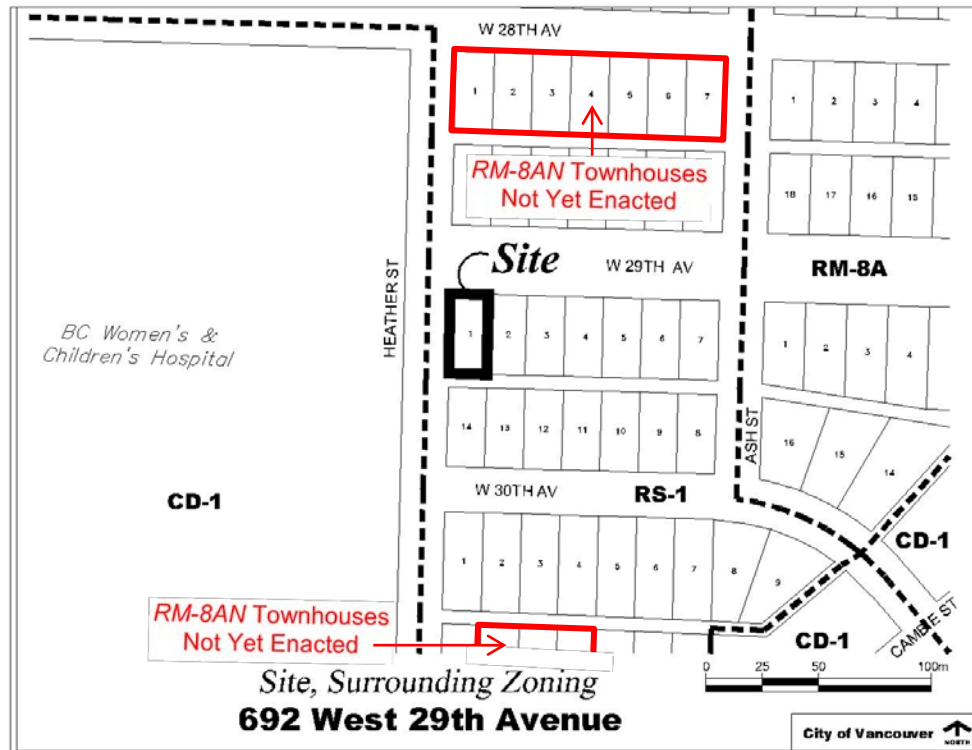 W 28TH AV
1 2 3 4 5 6 7
1 2 3 4
RM-8AN Townhouses
Not Yet Enacted
18 17 16 15
Site
W 29TH AV
RM-8A
HEATHER ST
BC Women's &
Children's Hospital
1 2 3 4 5 6 7
1 2 3 4
ASH ST
14 13 12 11 10 9 8
16 15 14
W 30TH AV
RS-1
CD-1
CD-1
1 2 3 4 5 6 7 8 9
RM-8AN Townhouses
Not Yet Enacted
CD-1
CAMBIE ST
0 25 50 100m
Site, Surrounding Zoning
692 West 29th Avenue
City of Vancouver
NORTH